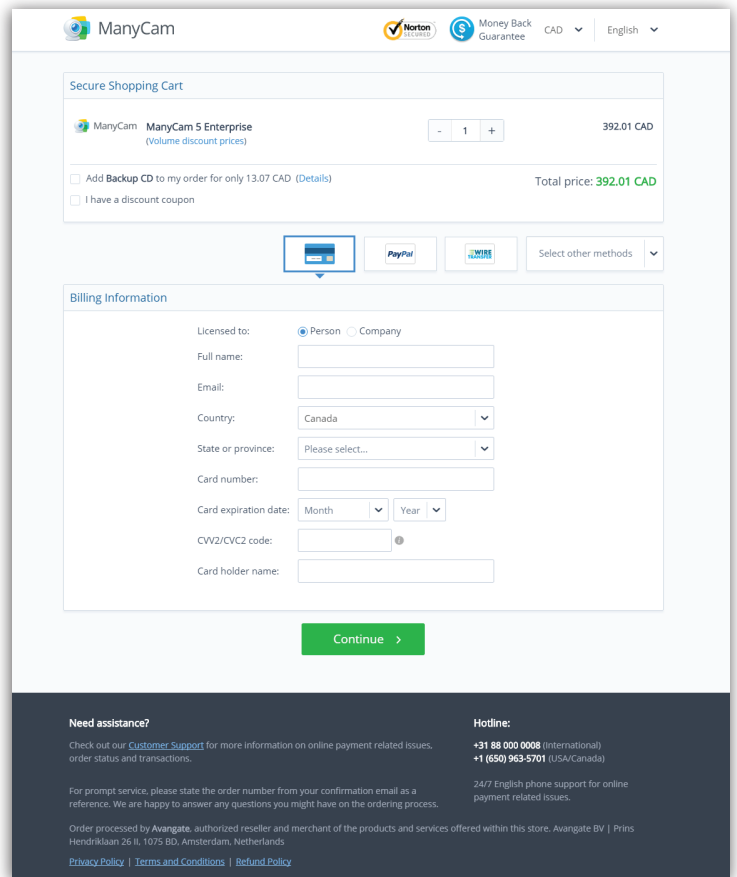 ManyCam
Norton
SECURED
Money Back
Guarantee
CAD
English
Secure Shopping Cart
ManyCam
ManyCam 5 Enterprise
(Volume discount prices)
- 1 +
392.01 CAD
Add Backup CD to my order for only 13.07 CAD (Details)
Total price: 392.01 CAD
I have a discount coupon
PayPal
WIRE
TRANSFER
Select other methods
Billing Information
Licensed to:
Person
Company
Full name:
Email:
Country:
Canada
State or province:
Please select...
Card number:
Card expiration date:
Month
Year
CVV2/CVC2 code:
Card holder name:
Continue >
Need assistance?
Check out our Customer Support for more information on online payment related issues,
order status and transactions.
For prompt service, please state the order number from your confirmation email as a
reference. We are happy to answer any questions you might have on the ordering process.
Hotline:
+31 88 000 0008 (International)
+1 (650) 963-5701 (USA/Canada)
24/7 English phone support for online
payment related issues.
Order processed by Avangate, authorized reseller and merchant of the products and services offered within this store. Avangate BV | Prins
Hendriklaan 26 II, 1075 BD, Amsterdam, Netherlands
Privacy Policy | Terms and Conditions | Refund Policy